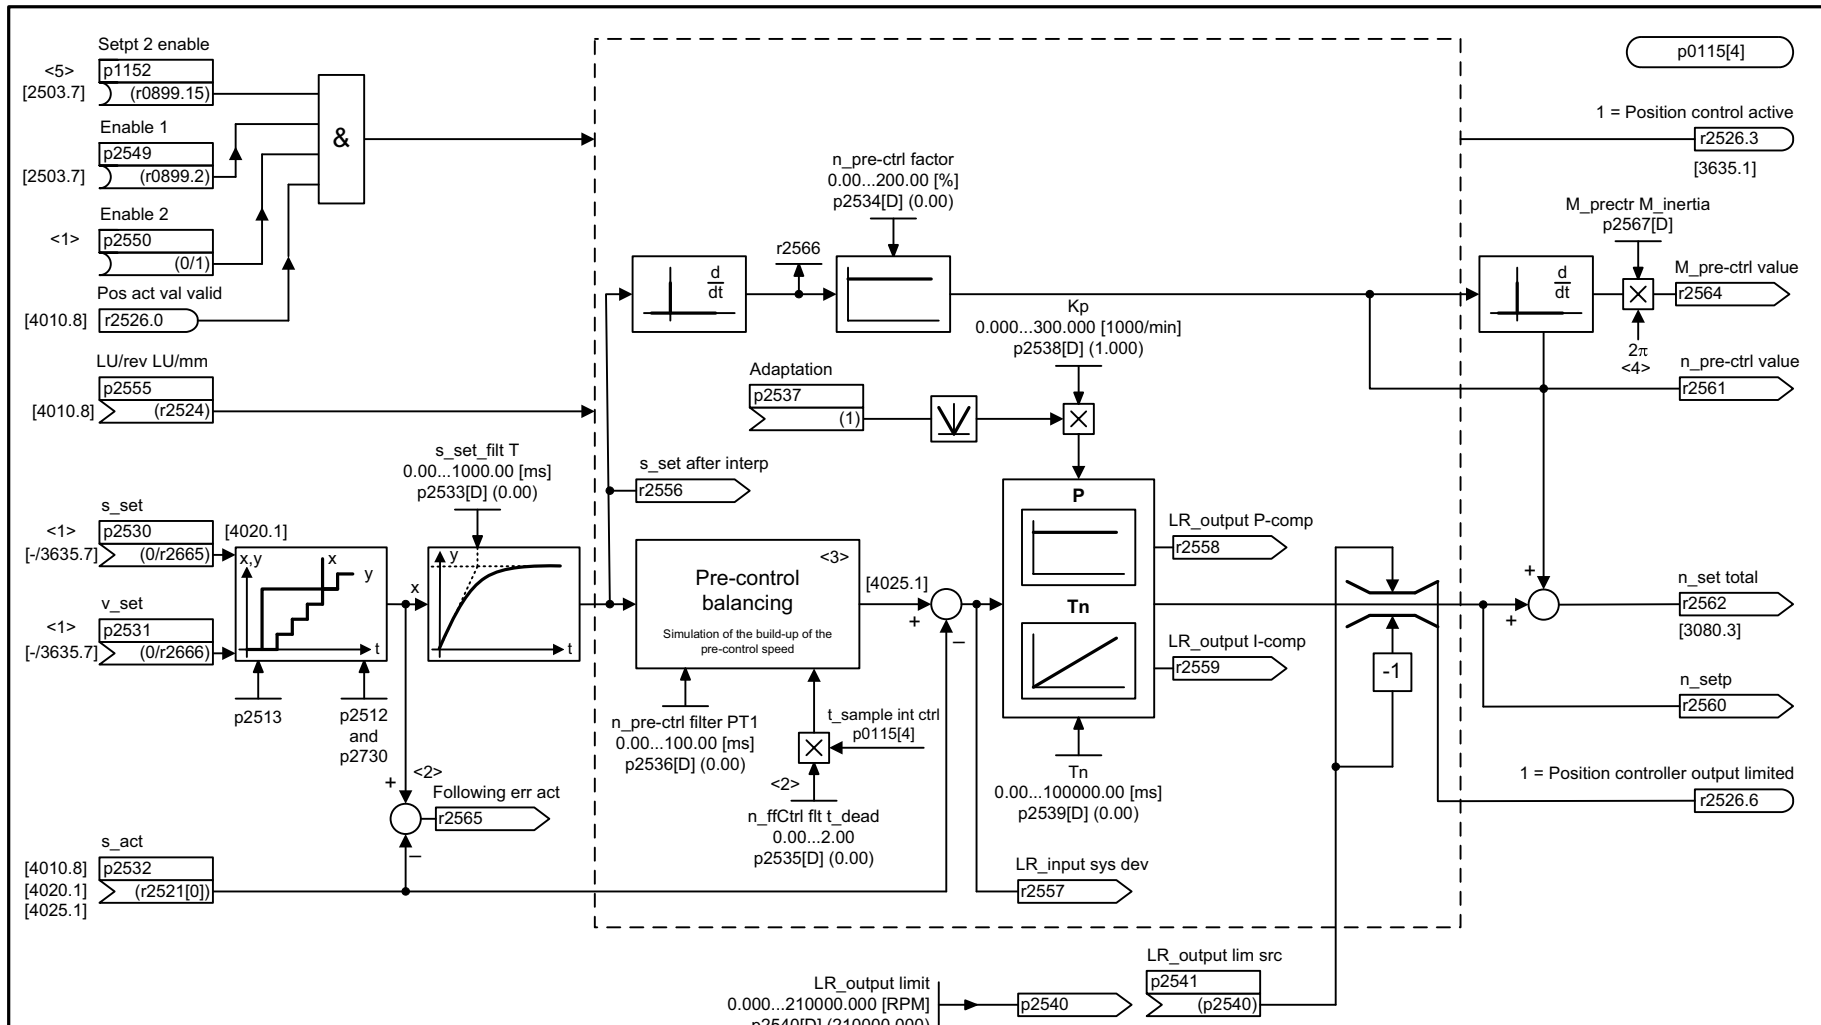 Setpt 2 enable
<5>
p1152
[2503.7]
(r0899.15)
Enable 1
p2549
[2503.7]
(r0899.2)
Enable 2
<1>
p2550
(0/1)
Pos act val valid
[4010.8]
r2526.0
&
LU/rev LU/mm
p2555
[4010.8]
(r2524)
s_set
<1>
p2530
[-/3635.7]
(0/r2665)
v_set
<1>
p2531
[-/3635.7]
(0/r2666)
[4020.1]
x,y
x
y
t
p2513
p2512
and
p2730
x
s_set_filt T
0.00...1000.00 [ms]
p2533[D] (0.00)
y
t
+
<2>
Following err act
r2565
–
s_act
[4010.8]
p2532
[4020.1]
(r2521[0])
[4025.1]
n_pre-ctrl factor
0.00...200.00 [%]
p2534[D] (0.00)
d
dt
r2566
Kp
0.000...300.000 [1000/min]
p2538[D] (1.000)
Adaptation
p2537
(1)
s_set after interp
r2556
<3>
Pre-control
balancing
Simulation of the build-up of the
pre-control speed
[4025.1]
+
–
n_pre-ctrl filter PT1
0.00...100.00 [ms]
p2536[D] (0.00)
t_sample int ctrl
p0115[4]
<2>
n_ffCtrl flt t_dead
0.00...2.00
p2535[D] (0.00)
P
Tn
LR_output P-comp
r2558
LR_output I-comp
r2559
Tn
0.00...100000.00 [ms]
p2539[D] (0.00)
LR_input sys dev
r2557
-1
LR_output lim src
p2541
(p2540)
LR_output limit
0.000...210000.000 [RPM]
p2540
p2540[D] (210000.000)
p0115[4]
1 = Position control active
r2526.3
[3635.1]
M_prectr M_inertia
p2567[D]
d
dt
M_pre-ctrl value
r2564
2π
<4>
n_pre-ctrl value
r2561
+
+
n_set total
r2562
[3080.3]
n_setp
r2560
1 = Position controller output limited
r2526.6